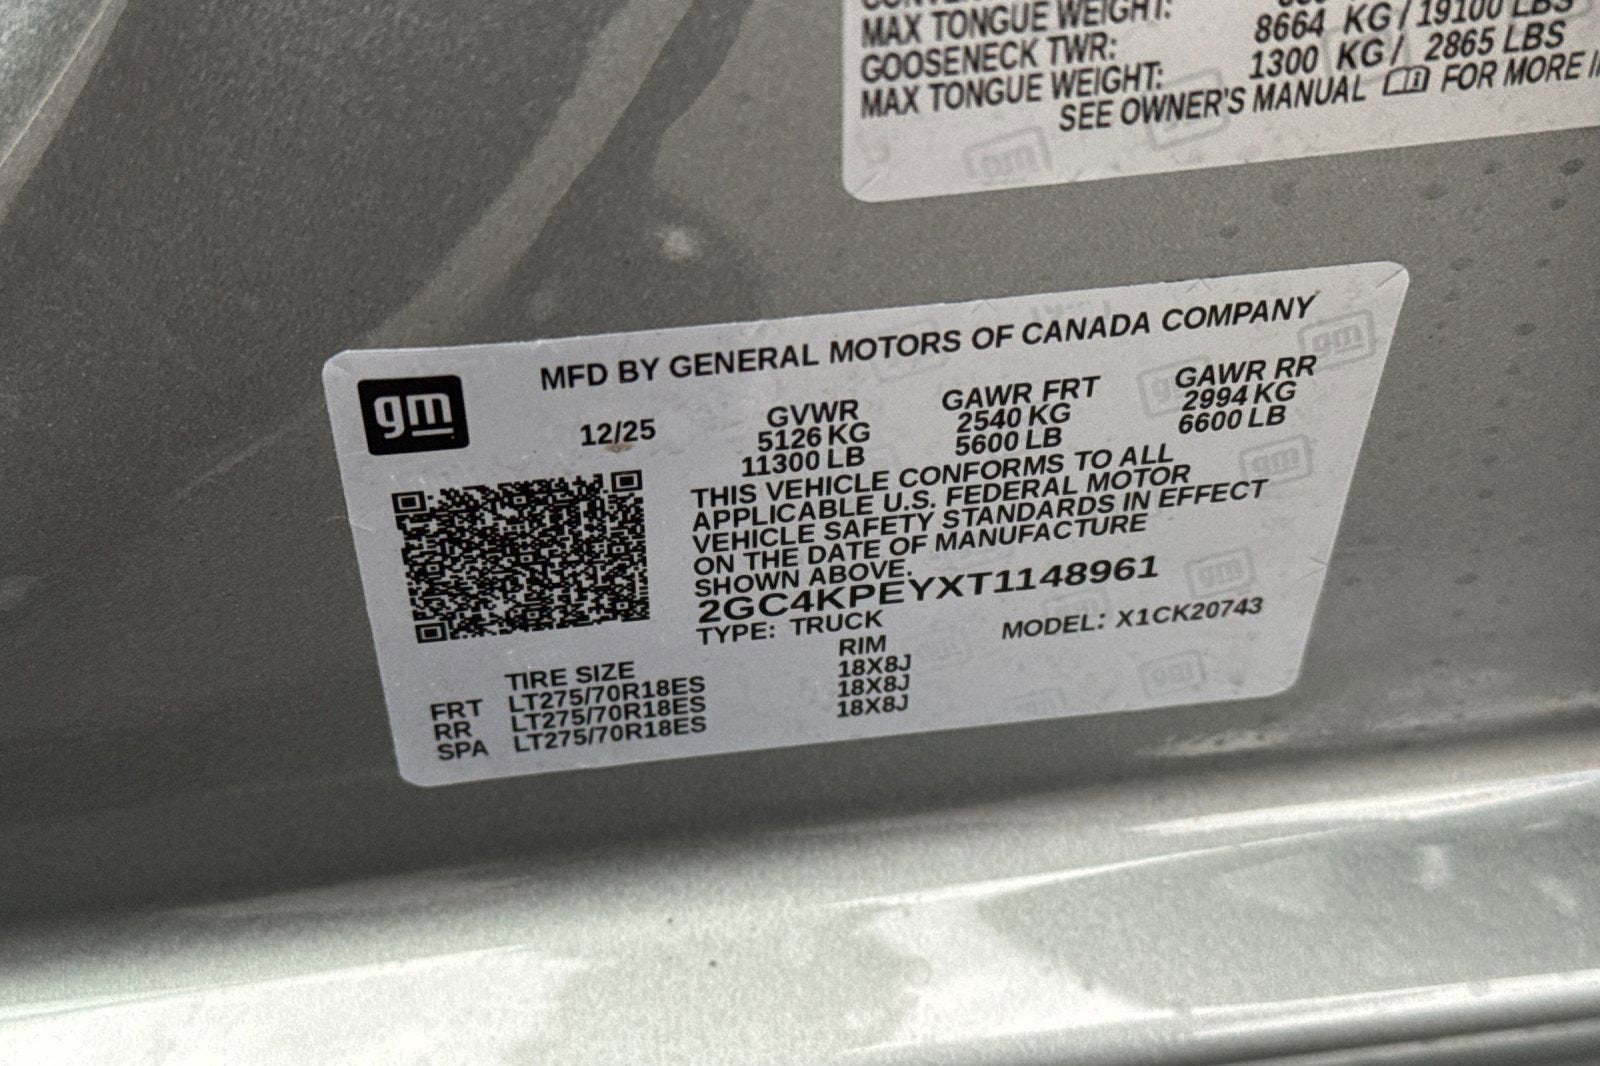 MAX TONGUE WEIGHT: 8664 KG / 19100 LBS
GOOSENECK TWR: 1300 KG / 2865 LBS
MAX TONGUE WEIGHT:
SEE OWNER'S MANUAL FOR MORE
MFD BY GENERAL MOTORS OF CANADA COMPANY
gm
12/25 GVWR GAWR FRT GAWR RR
5126 KG 2540 KG 2994 KG
11300 LB 5600 LB 6600 LB
THIS VEHICLE CONFORMS TO ALL
APPLICABLE U.S. FEDERAL MOTOR
VEHICLE SAFETY STANDARDS IN EFFECT
ON THE DATE OF MANUFACTURE
SHOWN ABOVE.
2GC4KPEYXT1148961
TYPE: TRUCK MODEL: X1CK20743
TIRE SIZE RIM
FRT LT275/70R18ES 18X8J
RR LT275/70R18ES 18X8J
SPA LT275/70R18ES 18X8J